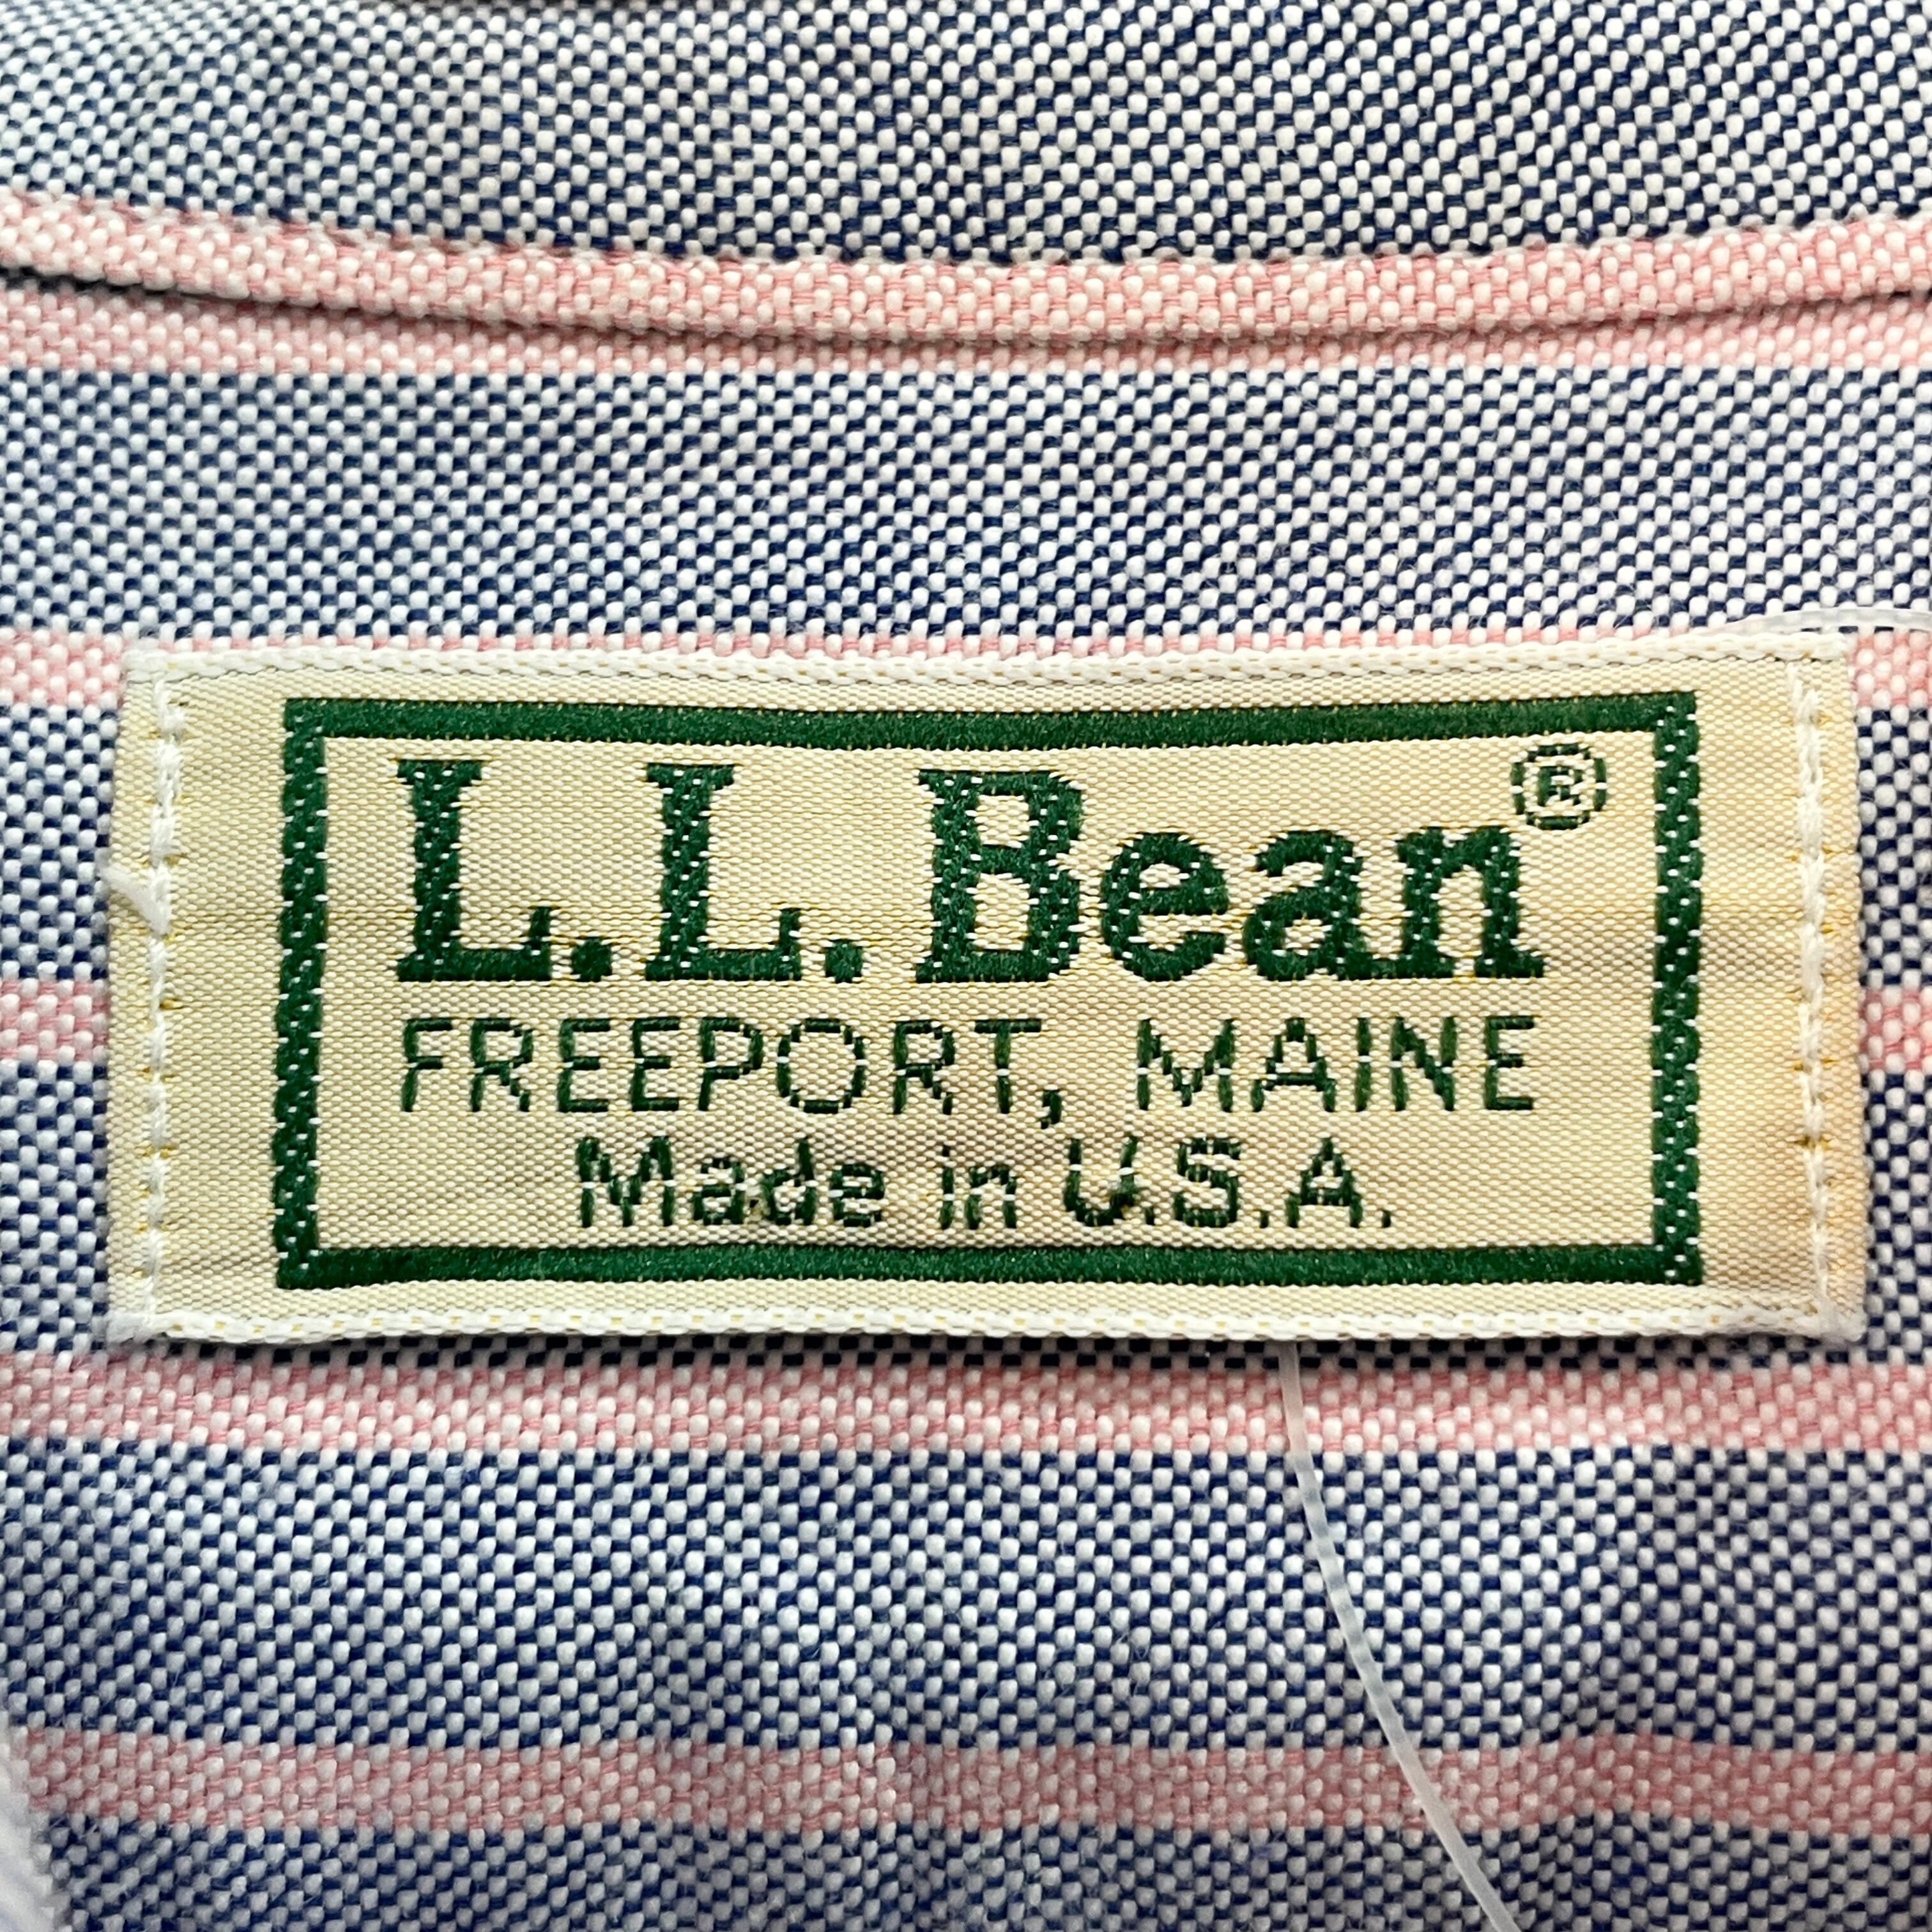 L.L.Bean®
FREEPORT, MAINE
Made in U.S.A.